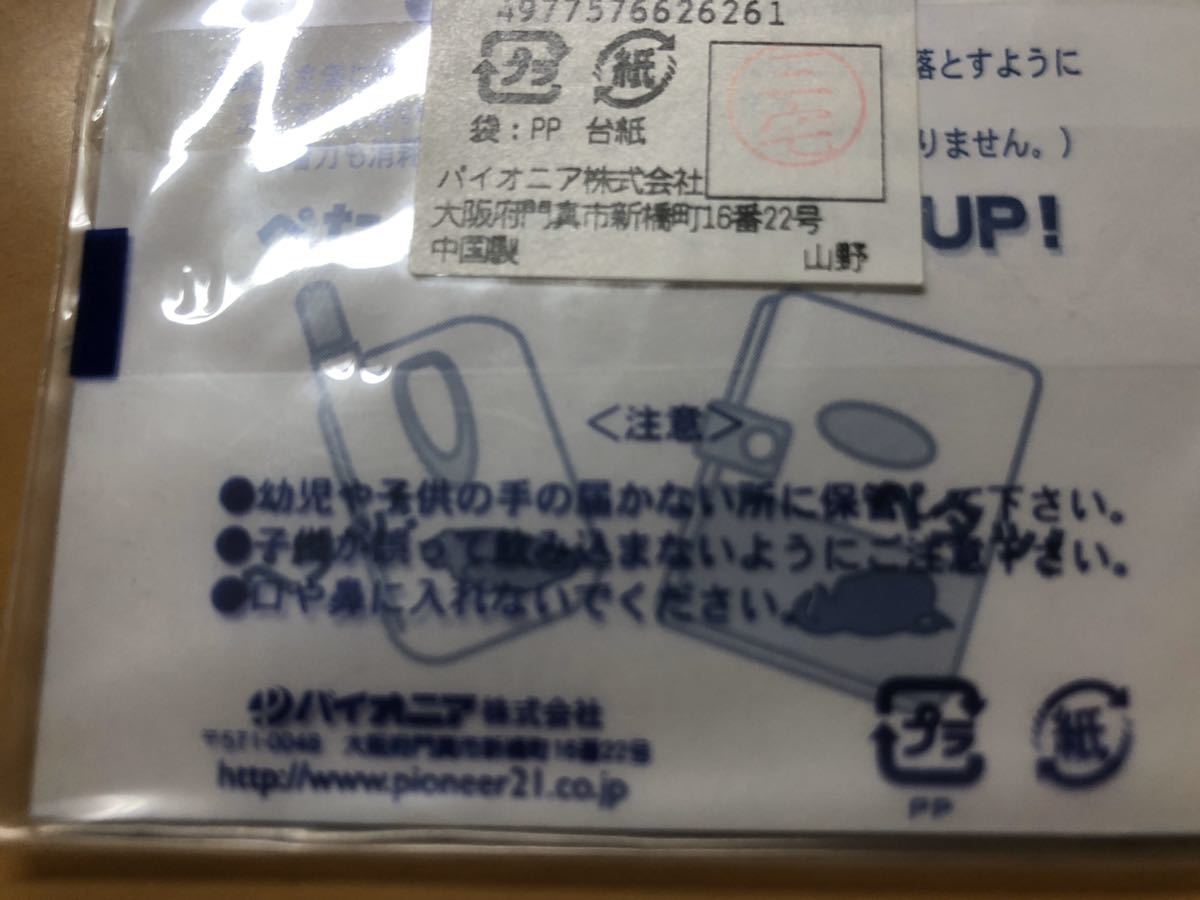 4977576626261
プラ 紙
袋：PP 台紙
三宅
パイオニア株式会社
大阪府門真市新橋町16番22号
中国製 山野
落とすように
りません。）
UP!
＜注意＞
●幼児や子供の手の届かない所に保管して下さい。
●子供が誤って飲み込まないようにご注意下さい。
●口や鼻に入れないでください。
パイオニア株式会社
〒571-0048 大阪府門真市新橋町16番22号
http://www.pioneer21.co.jp
プラ 紙
PP